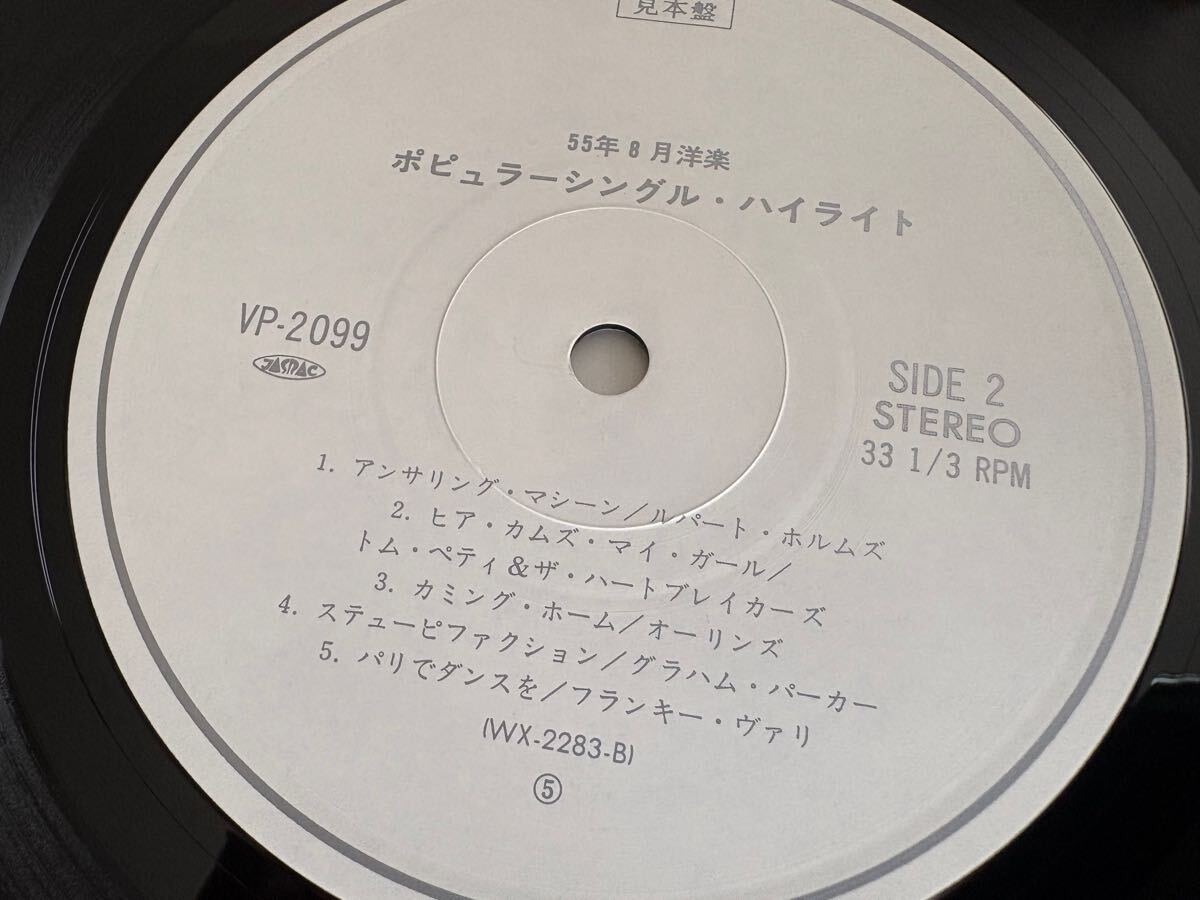 見本盤
55年8月洋楽
ポピュラーシングル・ハイライト
VP-2099
JASRAC
SIDE 2
STEREO
33 1/3 RPM
1. アンサリング・マシーン/ルパート・ホルムズ
2. ヒア・カムズ・マイ・ガール/
トム・ペティ&ザ・ハートブレイカーズ
3. カミング・ホーム/オーリンズ
4. ステューピファクション/グラハム・パーカー
5. パリでダンスを/フランキー・ヴァリ
(WX-2283-B)
⑤